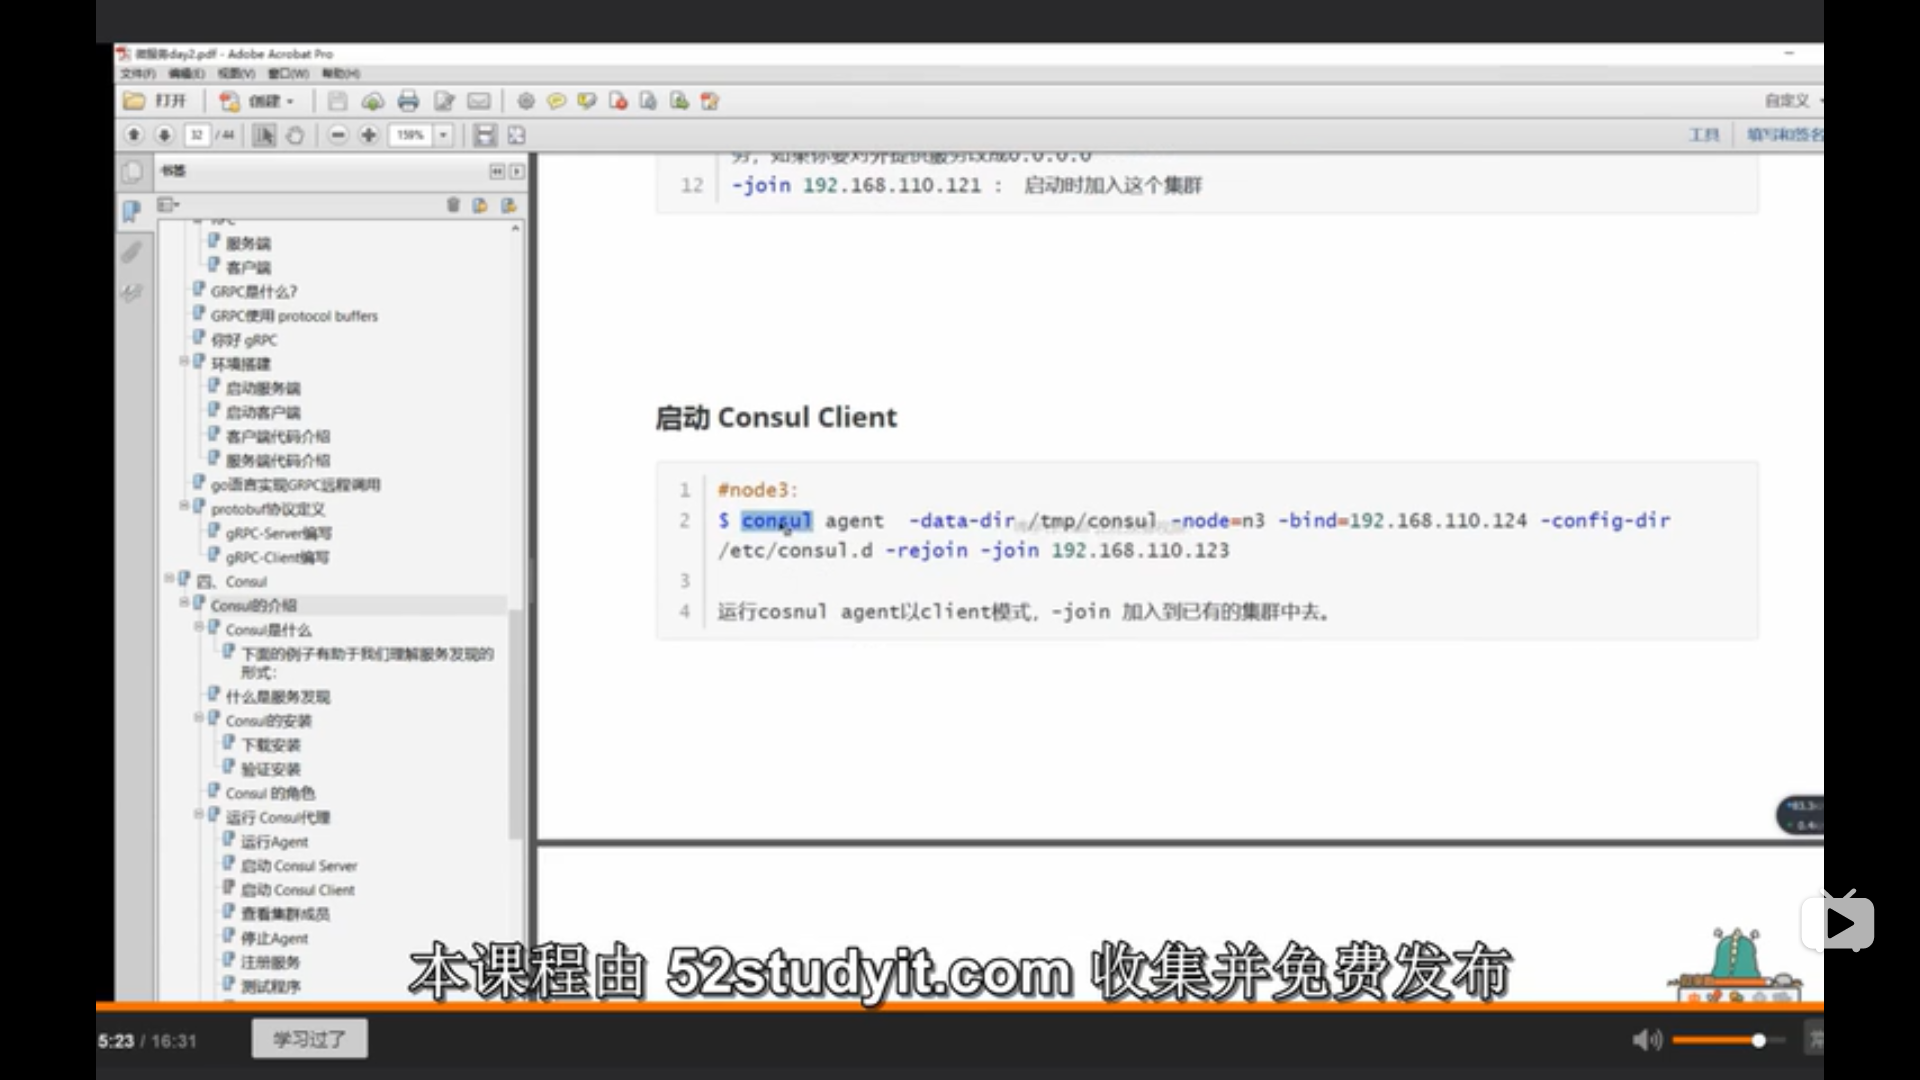 微服务day2.pdf - Adobe Acrobat Pro
文件(F) 编辑(E) 视图(V) 窗口(W) 帮助(H)
打开 创建 自定义
32 / 44 159% 工具 填写和签名
书签
RPC
服务端
客户端
GRPC是什么?
GRPC使用 protocol buffers
你好 gRPC
环境搭建
启动服务端
启动客户端
客户端代码介绍
服务端代码介绍
go语言实现GRPC远程调用
protobuf协议定义
gRPC-Server编写
gRPC-Client编写
四、Consul
Consul的介绍
Consul是什么
下面的例子有助于我们理解服务发现的
形式:
什么是服务发现
Consul的安装
下载安装
验证安装
Consul 的角色
运行 Consul代理
运行Agent
启动 Consul Server
启动 Consul Client
查看集群成员
停止Agent
注册服务
测试程序
务，如果你要对外提供服务改成0.0.0.0
12 -join 192.168.110.121 : 启动时加入这个集群
启动 Consul Client
1 #node3:
2 $ consul agent -data-dir /tmp/consul -node=n3 -bind=192.168.110.124 -config-dir
/etc/consul.d -rejoin -join 192.168.110.123
3
4 运行cosnul agent以client模式，-join 加入到已有的集群中去。
本课程由 52studyit.com 收集并免费发布
5:23 / 16:31 学习过了